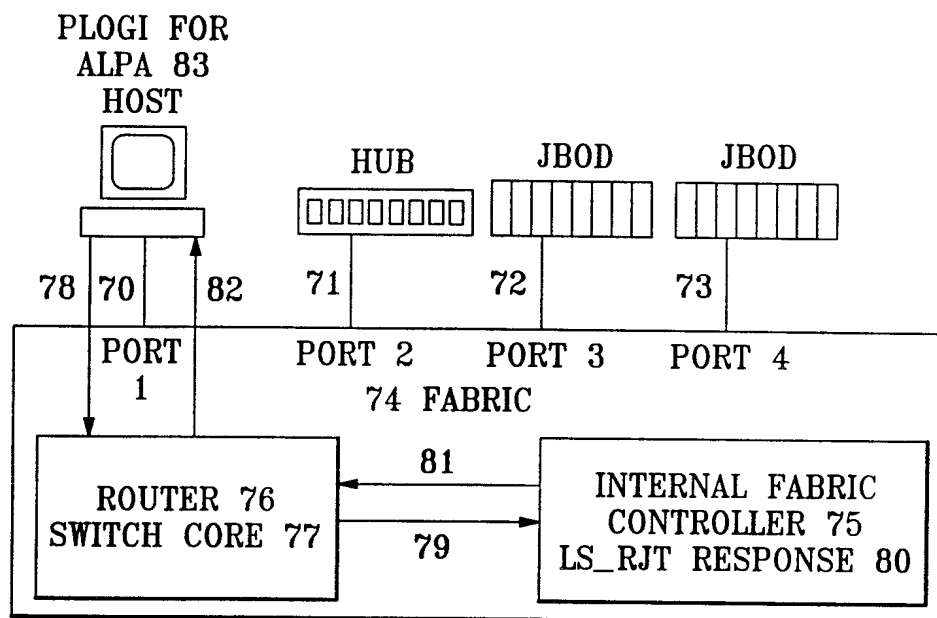 PLOGI FOR
ALPA 83
HOST
HUB
JBOD
JBOD
78
70
82
71
72
73
PORT
1
PORT 2
PORT 3
PORT 4
74 FABRIC
ROUTER 76
SWITCH CORE 77
81
79
INTERNAL FABRIC
CONTROLLER 75
LS_RJT RESPONSE 80